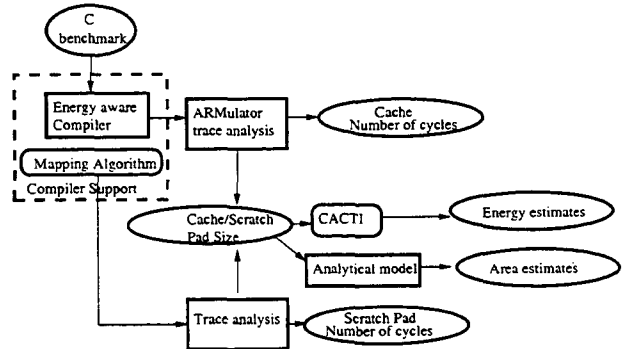 C
benchmark
Energy aware
Compiler
ARMulator
trace analysis
Cache
Number of cycles
Mapping Algorithm
Compiler Support
Cache/Scratch
Pad Size
CACTI
Energy estimates
Analytical model
Area estimates
Trace analysis
Scratch Pad
Number of cycles